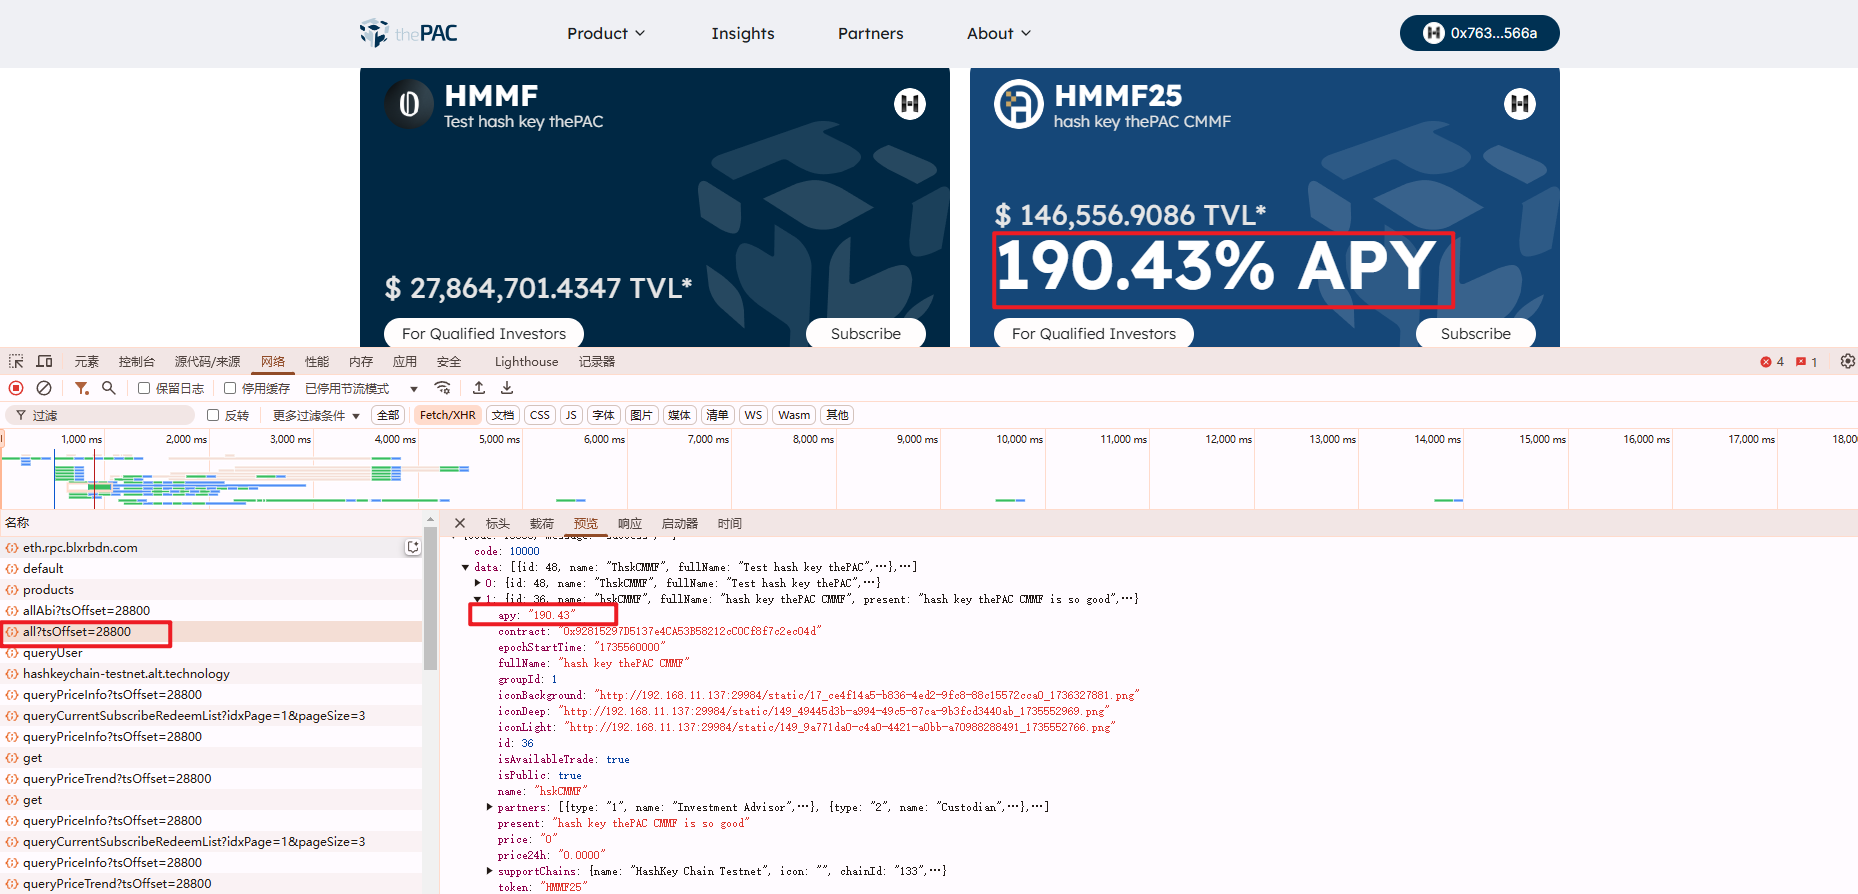 thePAC
Product
Insights
Partners
About
0x763...566a
HMMF
Test hash key thePAC
$ 27,864,701.4347 TVL*
For Qualified Investors
Subscribe
HMMF25
hash key thePAC CMMF
$ 146,556.9086 TVL*
190.43% APY
For Qualified Investors
Subscribe
元素 控制台 源代码/来源 网络 性能 内存 应用 安全 Lighthouse 记录器
4 1
保留日志 停用缓存 已停用节流模式
过滤 反转 更多过滤条件 全部 Fetch/XHR 文档 CSS JS 字体 图片 媒体 清单 WS Wasm 其他
1,000 ms 2,000 ms 3,000 ms 4,000 ms 5,000 ms 6,000 ms 7,000 ms 8,000 ms 9,000 ms 10,000 ms 11,000 ms 12,000 ms 13,000 ms 14,000 ms 15,000 ms 16,000 ms 17,000 ms 18,00
名称
eth.rpc.blxrbdn.com
default
products
allAbi?tsOffset=28800
all?tsOffset=28800
queryUser
hashkeychain-testnet.alt.technology
queryPriceInfo?tsOffset=28800
queryCurrentSubscribeRedeemList?idxPage=1&pageSize=3
queryPriceInfo?tsOffset=28800
get
queryPriceTrend?tsOffset=28800
get
queryPriceInfo?tsOffset=28800
queryCurrentSubscribeRedeemList?idxPage=1&pageSize=3
queryPriceInfo?tsOffset=28800
queryPriceTrend?tsOffset=28800
标头 载荷 预览 响应 启动器 时间
code: 10000
data: [{id: 48, name: "ThskCMMF", fullName: "Test hash key thePAC",…},…]
0: {id: 48, name: "ThskCMMF", fullName: "Test hash key thePAC",…}
1: {id: 36, name: "hskCMMF", fullName: "hash key thePAC CMMF", present: "hash key thePAC CMMF is so good",…}
apy: "190.43"
contract: "0x92815297D5137e4CA53B58212cC0Cf8f7c2ec04d"
epochStartTime: "1735560000"
fullName: "hash key thePAC CMMF"
groupId: 1
iconBackground: "http://192.168.11.137:29984/static/17_ce4f14a5-b836-4ed2-9fc8-88c15572cca0_1736327881.png"
iconDeep: "http://192.168.11.137:29984/static/149_49445d3b-a994-49c5-87ca-9b3fcd3440ab_1735552969.png"
iconLight: "http://192.168.11.137:29984/static/149_9a771da0-c4a0-4421-a0bb-a70988288491_1735552766.png"
id: 36
isAvailableTrade: true
isPublic: true
name: "hskCMMF"
partners: [{type: "1", name: "Investment Advisor",…}, {type: "2", name: "Custodian",…},…]
present: "hash key thePAC CMMF is so good"
price: "0"
price24h: "0.0000"
supportChains: {name: "HashKey Chain Testnet", icon: "", chainId: "133",…}
token: "HMMF25"